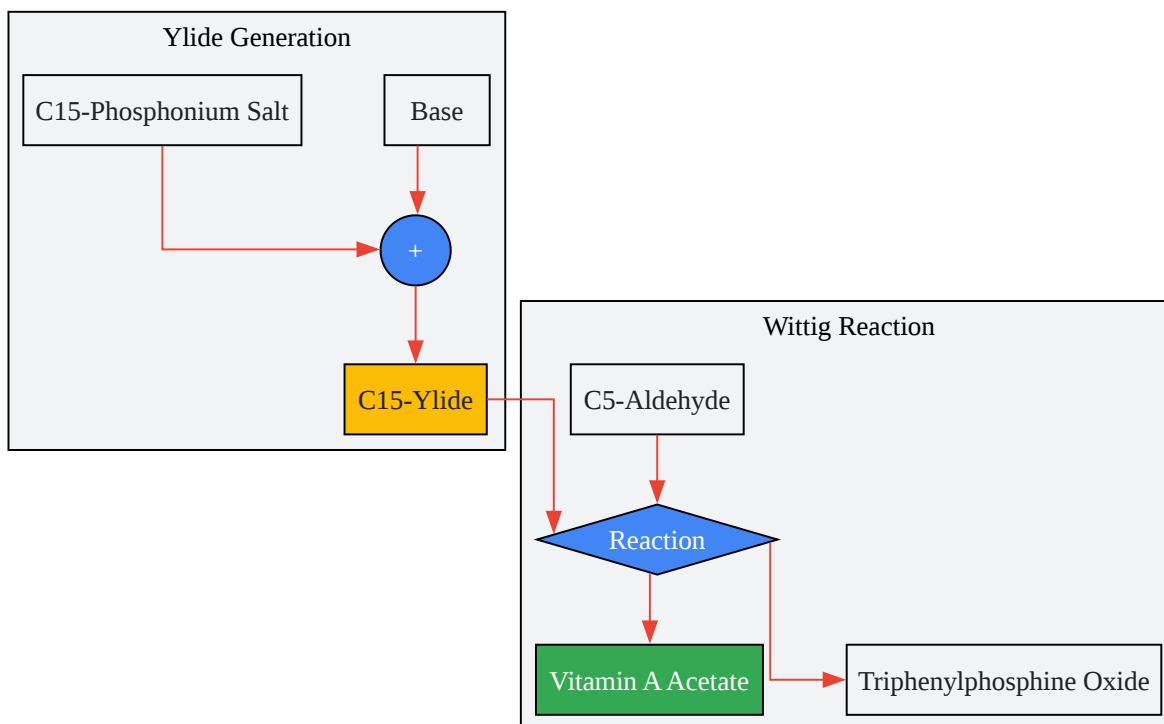 Ylide Generation
C15-Phosphonium Salt
Base
+
C15-Ylide
Wittig Reaction
C5-Aldehyde
Reaction
Vitamin A Acetate
Triphenylphosphine Oxide